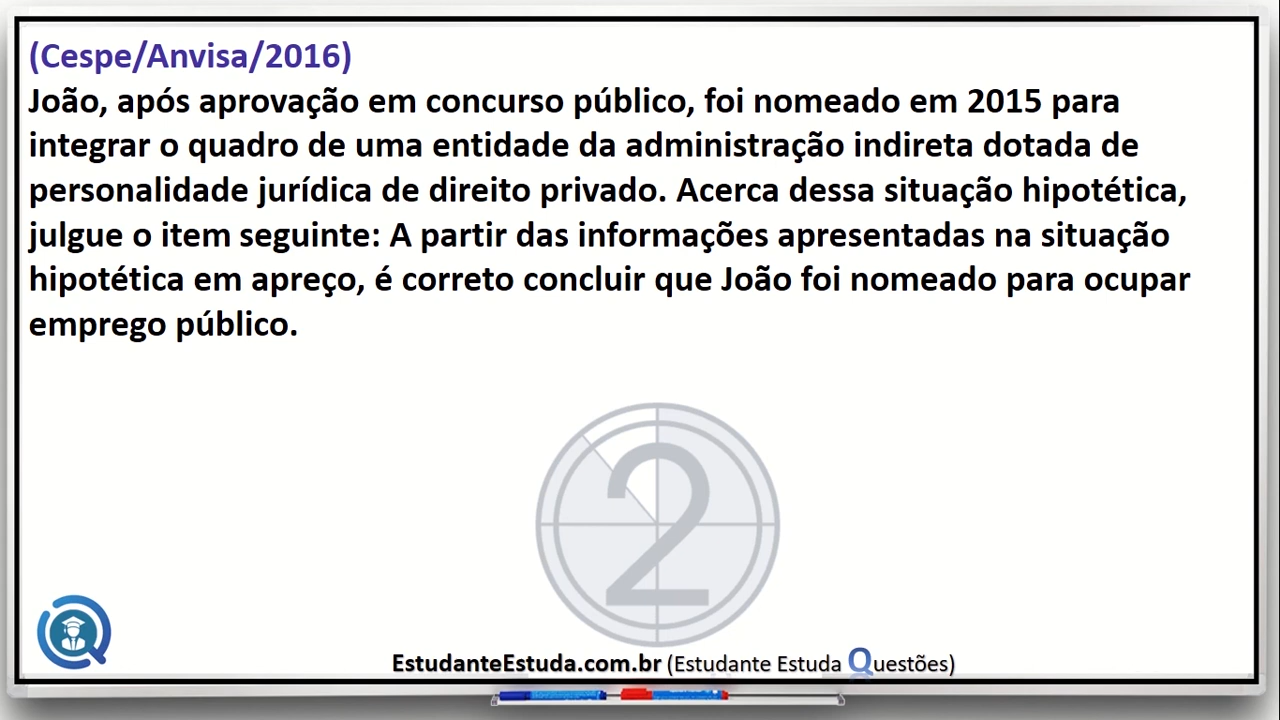 (Cespe/Anvisa/2016)
João, após aprovação em concurso público, foi nomeado em 2015 para
integrar o quadro de uma entidade da administração indireta dotada de
personalidade jurídica de direito privado. Acerca dessa situação hipotética,
julgue o item seguinte: A partir das informações apresentadas na situação
hipotética em apreço, é correto concluir que João foi nomeado para ocupar
emprego público.
2
EstudanteEstuda.com.br (Estudante Estuda Questões)